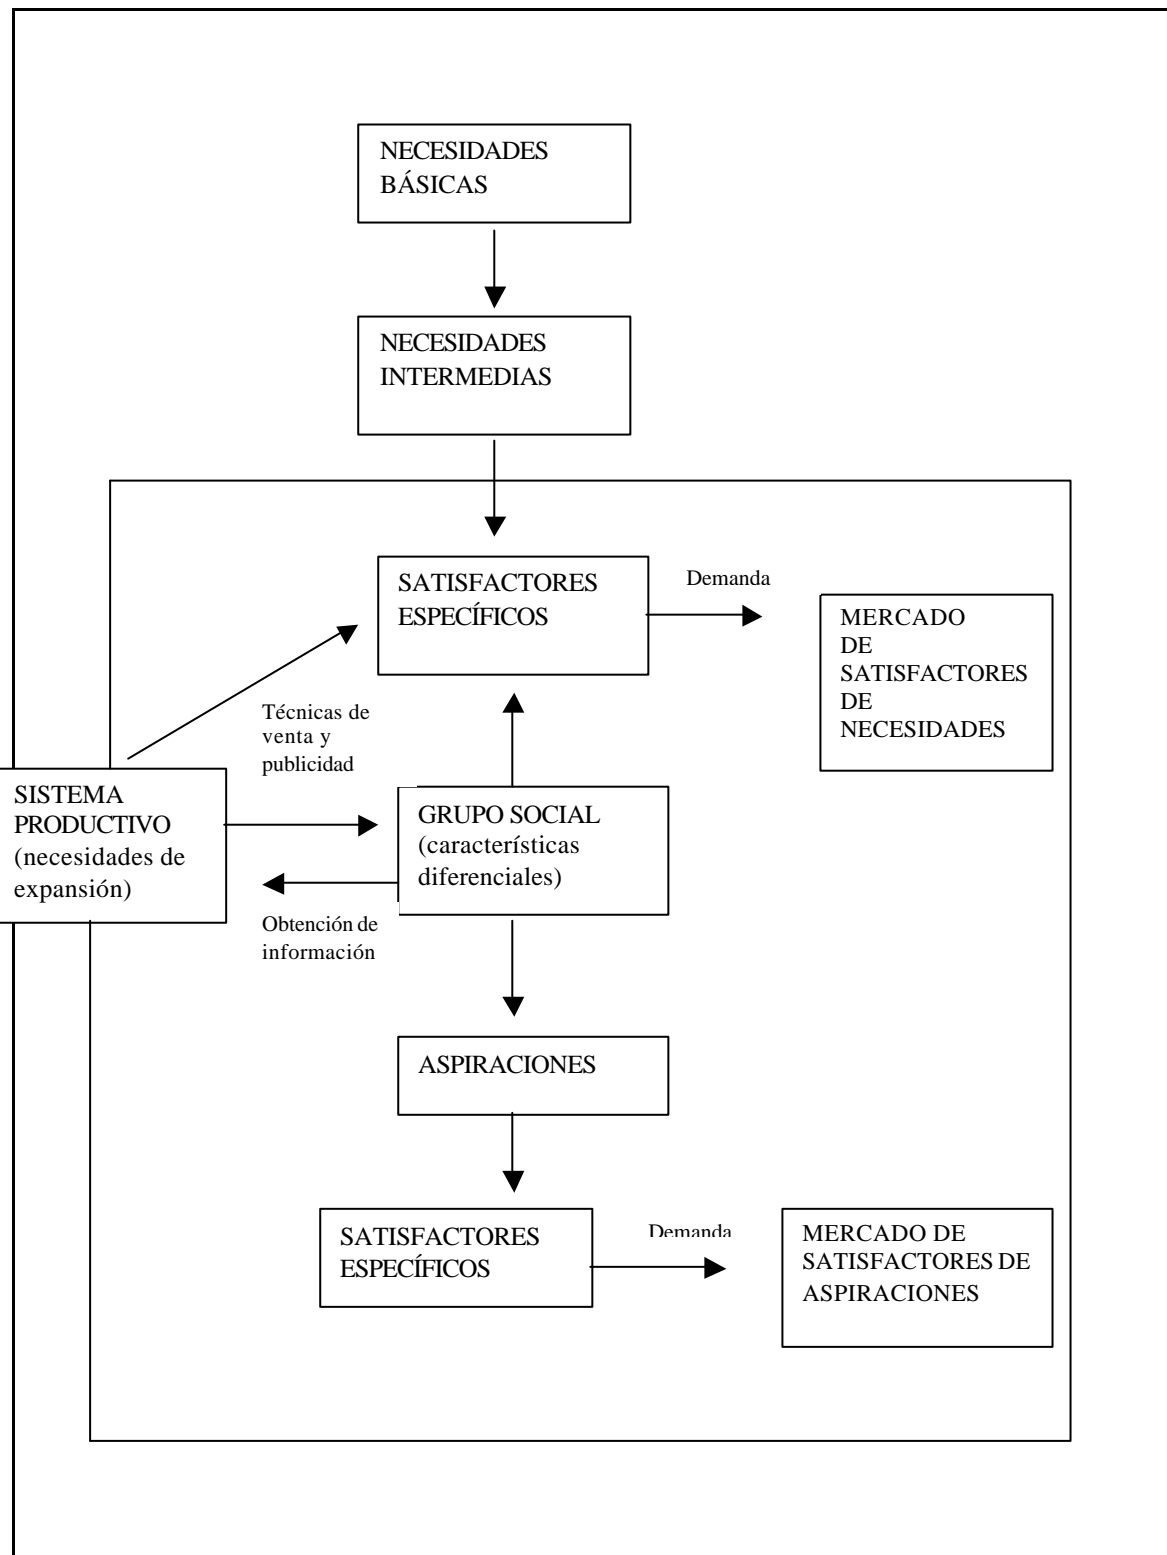 NECESIDADES
BÁSICAS
NECESIDADES
INTERMEDIAS
SATISFACTORES
ESPECÍFICOS
Demanda
MERCADO
DE
SATISFACTORES
DE
NECESIDADES
Técnicas de
venta y
publicidad
SISTEMA
PRODUCTIVO
(necesidades de
expansión)
GRUPO SOCIAL
(características
diferenciales)
Obtención de
información
ASPIRACIONES
SATISFACTORES
ESPECÍFICOS
Demanda
MERCADO DE
SATISFACTORES DE
ASPIRACIONES